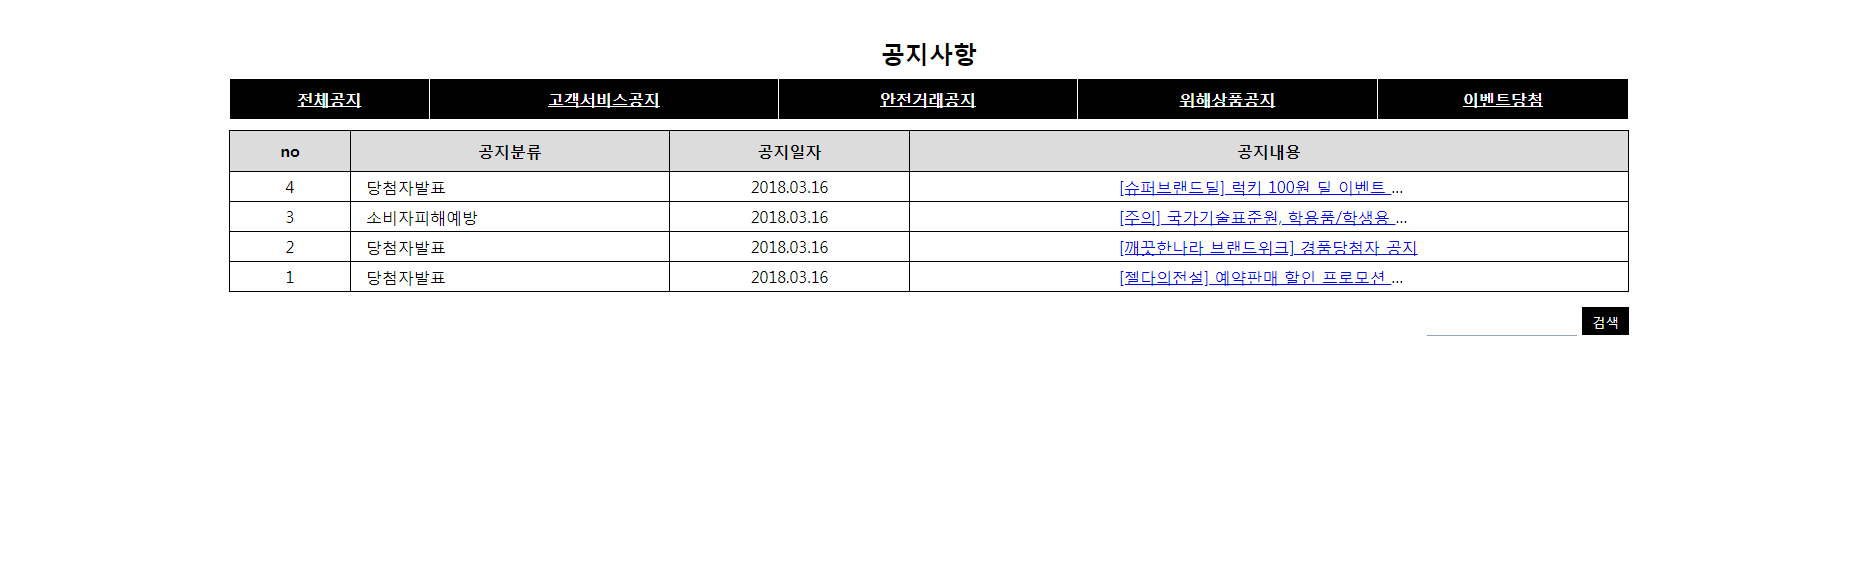 공지사항
전체공지 고객서비스공지 안전거래공지 위해상품공지 이벤트당첨
no 공지분류 공지일자 공지내용
4 당첨자발표 2018.03.16 [슈퍼브랜드딜] 럭키 100원 딜 이벤트 ...
3 소비자피해예방 2018.03.16 [주의] 국가기술표준원, 학용품/학생용 ...
2 당첨자발표 2018.03.16 [깨끗한나라 브랜드위크] 경품당첨자 공지
1 당첨자발표 2018.03.16 [젤다의전설] 예약판매 할인 프로모션 ...
검색